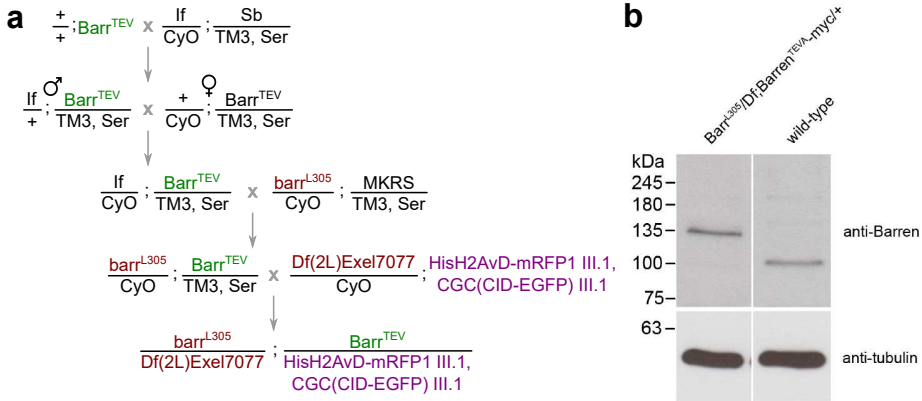 a
+/+ ; Barr^TEV x If/CyO ; Sb/TM3, Ser
If/+ ; ♂ Barr^TEV/TM3, Ser x +/CyO ; ♀ Barr^TEV/TM3, Ser
If/CyO ; Barr^TEV/TM3, Ser x barr^L305/CyO ; MKRS/TM3, Ser
barr^L305/CyO ; Barr^TEV/TM3, Ser x Df(2L)Exel7077/CyO ; HisH2AvD-mRFP1 III.1,
CGC(CID-EGFP) III.1
barr^L305/Df(2L)Exel7077 ; Barr^TEV/HisH2AvD-mRFP1 III.1,
CGC(CID-EGFP) III.1
b
Barr^L305/Df;Barren^TEVA-myc/+
wild-type
kDa
245
180
135
100
75
63
anti-Barren
anti-tubulin